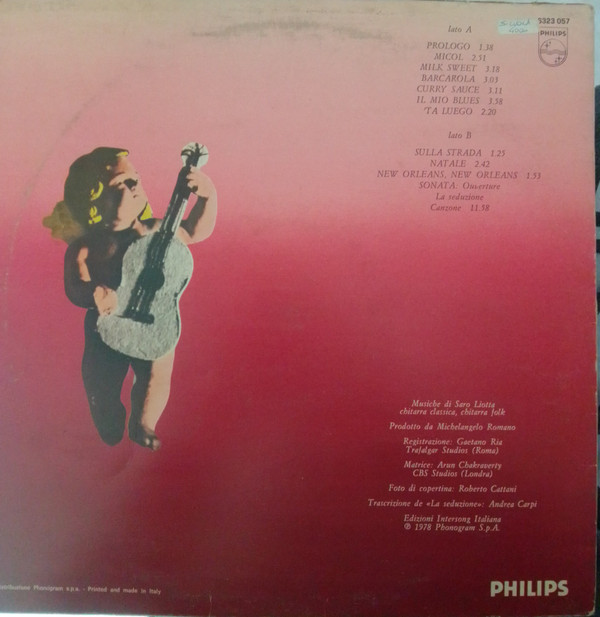 6323 057
PHILIPS
lato A
PROLOGO 1.38
MICOL 2.51
MILK SWEET 3.18
BARCAROLA 3.03
CURRY SAUCE 3.11
IL MIO BLUES 3.58
'TA LUEGO 2.20
lato B
SULLA STRADA 1.25
NATALE 2.42
NEW ORLEANS, NEW ORLEANS 1.53
SONATA: Ouverture
La seduzione
Canzone 11.58
Musiche di Saro Liotta
chitarra classica, chitarra folk
Prodotto da Michelangelo Romano
Registrazione: Gaetano Ria
Trafalgar Studios (Roma)
Matrice: Arun Chakraverty
CBS Studios (Londra)
Foto di copertina: Roberto Cattani
Trascrizione de «La seduzione»: Andrea Carpi
Edizioni Intersong Italiana
℗ 1978 Phonogram S.p.A.
Phonogram s.p.a. - Printed and made in Italy
PHILIPS